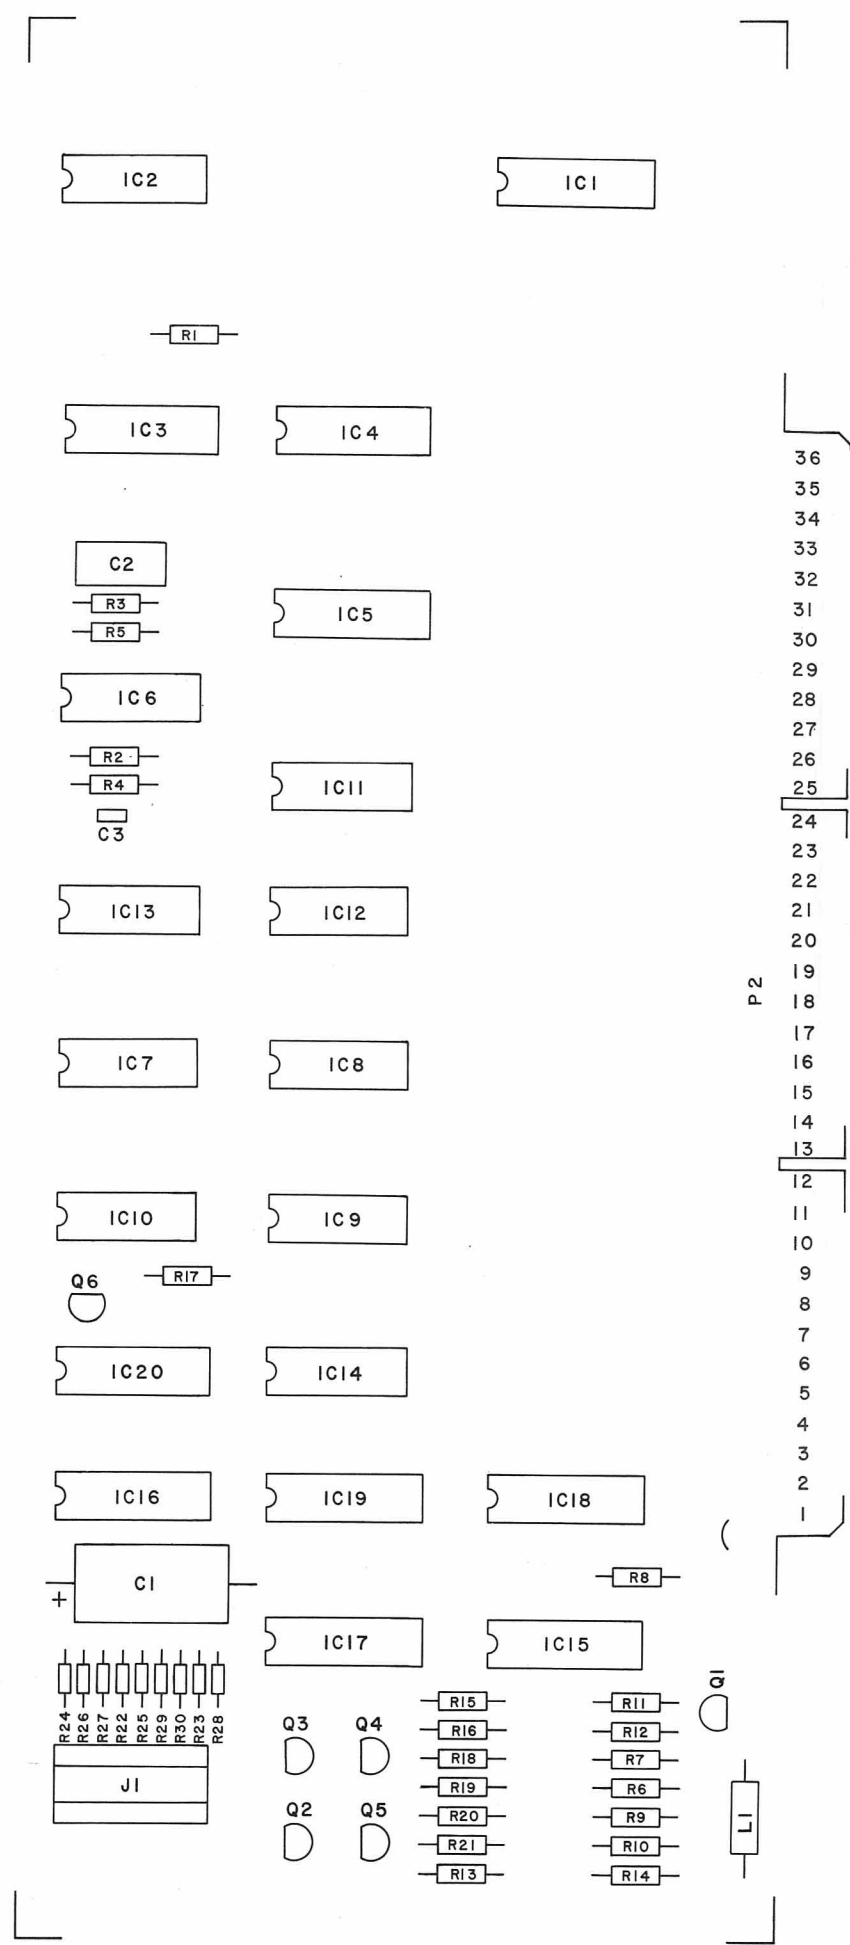 IC2
IC1
R1
IC3
IC4
36
35
34
33
C2
32
R3
31
IC5
R5
30
29
IC6
28
27
R2
26
R4
IC11
25
C3
24
23
22
IC13
IC12
21
20
19
P2
18
17
IC7
IC8
16
15
14
13
12
IC10
IC9
11
10
Q6
R17
9
8
7
IC20
IC14
6
5
4
3
IC16
IC19
IC18
2
1
C1
+
R8
IC17
IC15
Q1
R24
R26
R27
R22
R25
R29
R30
R23
R28
R15
R11
Q3
Q4
R16
R12
R18
R7
J1
R19
R6
Q2
Q5
R20
R9
L1
R21
R10
R13
R14